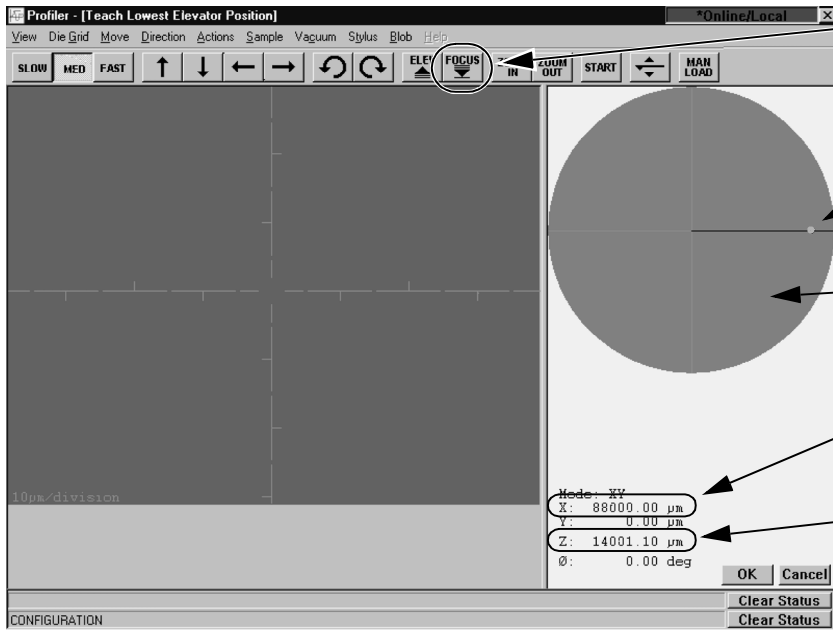 Profiler - [Teach Lowest Elevator Position] *Online/Local X
View Die Grid Move Direction Actions Sample Vacuum Stylus Blob Help
SLOW MED FAST ELEV FOCUS IN ZOOM OUT START MAN LOAD
10µm/division
Mode: XY
X: 88000.00 µm
Y: 0.00 µm
Z: 14001.10 µm
Ø: 0.00 deg
OK Cancel
Clear Status
CONFIGURATION Clear Status